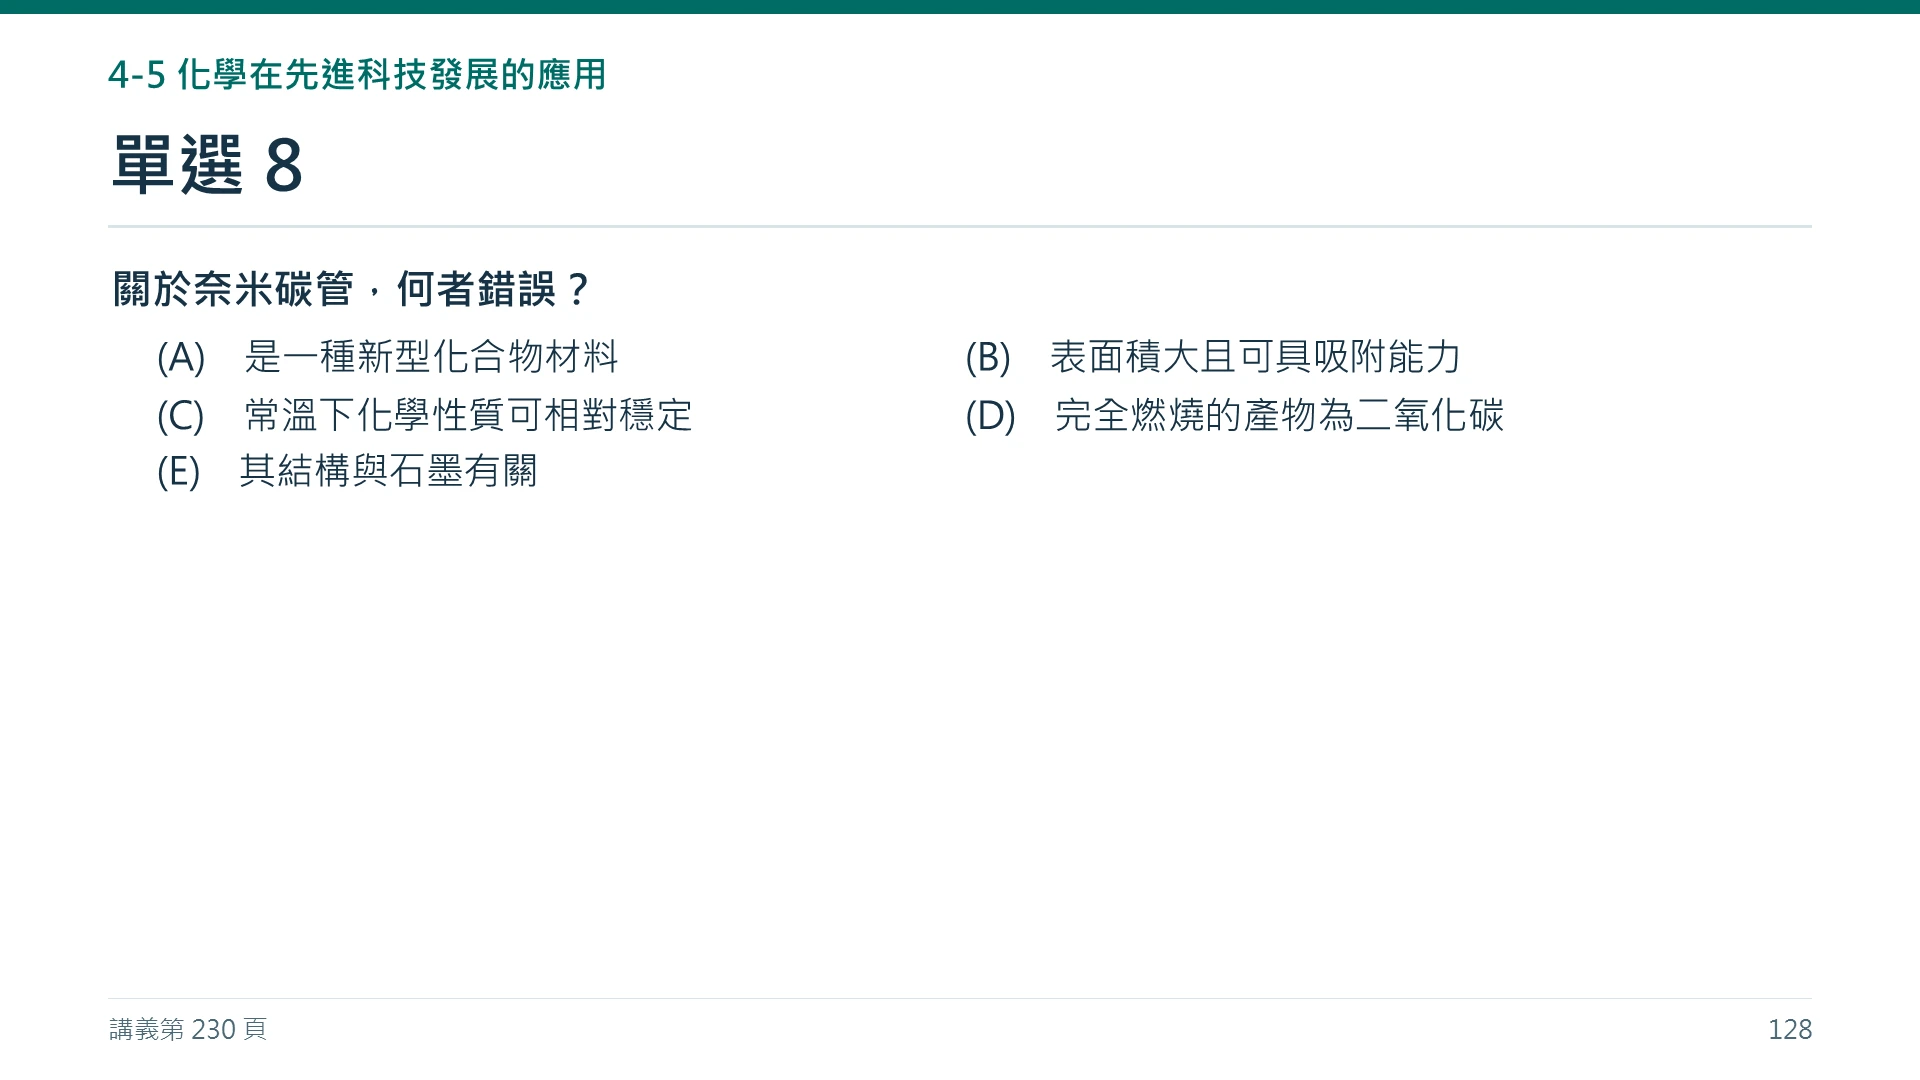 4-5 化學在先進科技發展的應用
單選 8
關於奈米碳管，何者錯誤？
(A) 是一種新型化合物材料
(B) 表面積大且可具吸附能力
(C) 常溫下化學性質可相對穩定
(D) 完全燃燒的產物為二氧化碳
(E) 其結構與石墨有關
講義第 230 頁
128